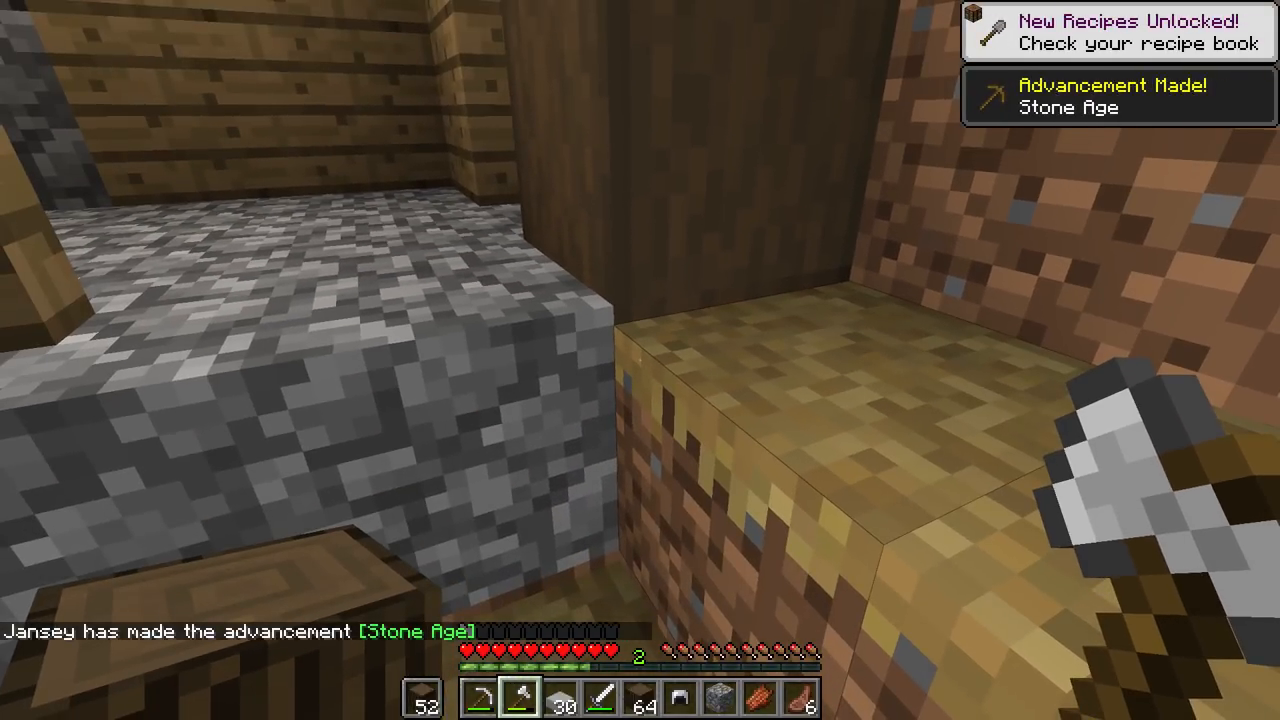 New Recipes Unlocked!
Check your recipe book
Advancement Made!
Stone Age
Jansey has made the advancement [Stone Age]
2
52
30
64
6